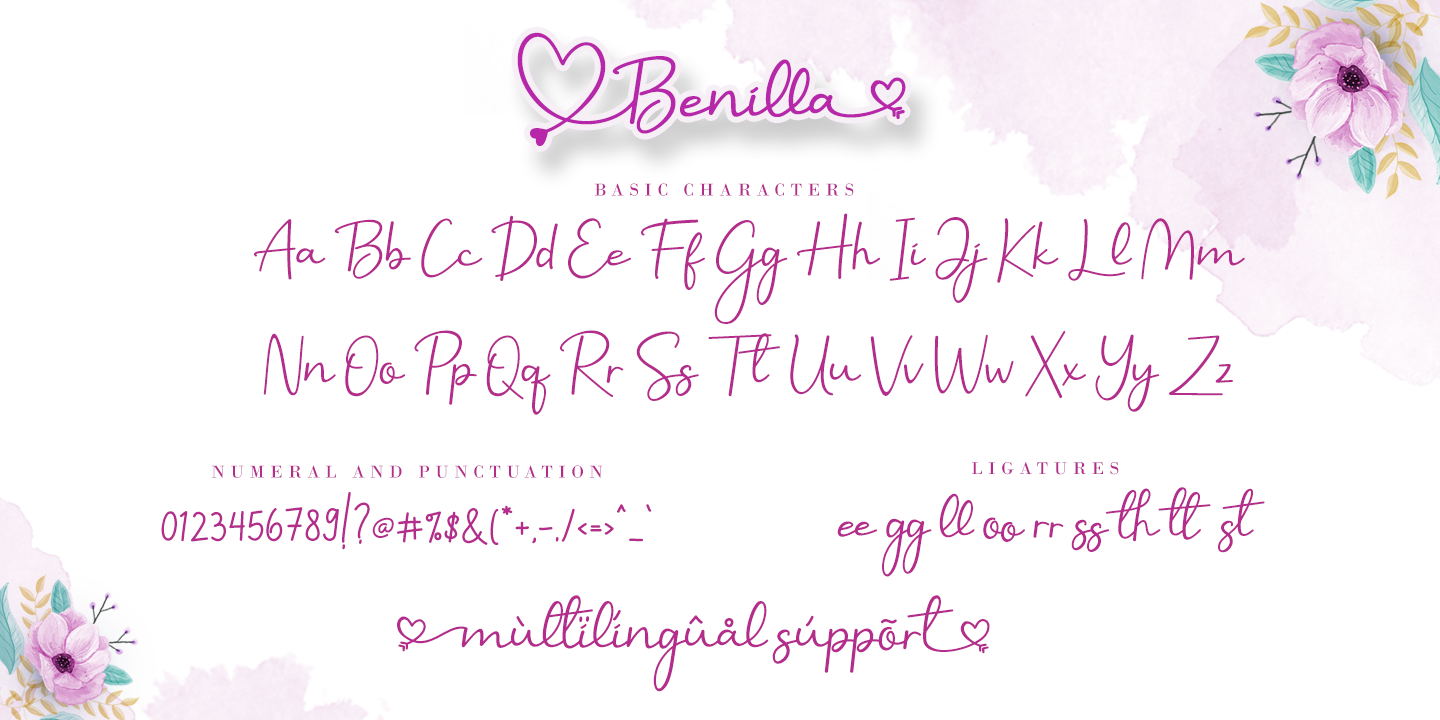 Benilla
BASIC CHARACTERS
Aa Bb Cc Dd Ee Ff Gg Hh Ii Jj Kk Ll Mm
Nn Oo Pp Qq Rr Ss Tt Uu Vv Ww Xx Yy Zz
NUMERAL AND PUNCTUATION
0123456789!?@#%$&(*+,-./<=>^_`
LIGATURES
ee gg ll oo rr ss th tt st
mùltïlíngûål súppõrt